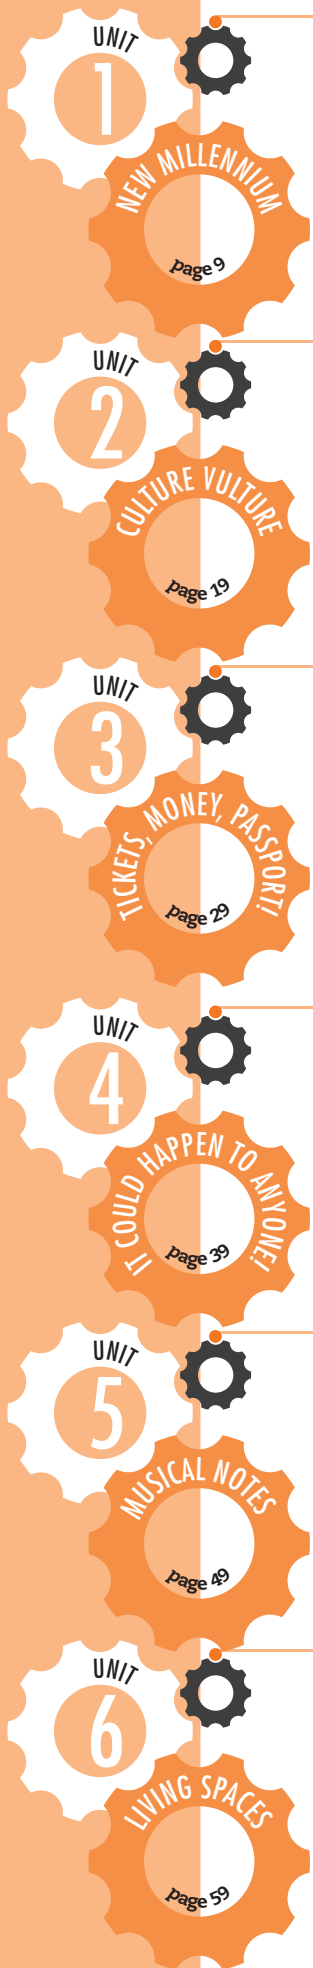 UNIT
1
NEW MILLENNIUM
page 9
UNIT
2
CULTURE VULTURE
page 19
UNIT
3
TICKETS, MONEY, PASSPORT!
page 29
UNIT
4
IT COULD HAPPEN TO ANYONE!
page 39
UNIT
5
MUSICAL NOTES
page 49
UNIT
6
LIVING SPACES
page 59